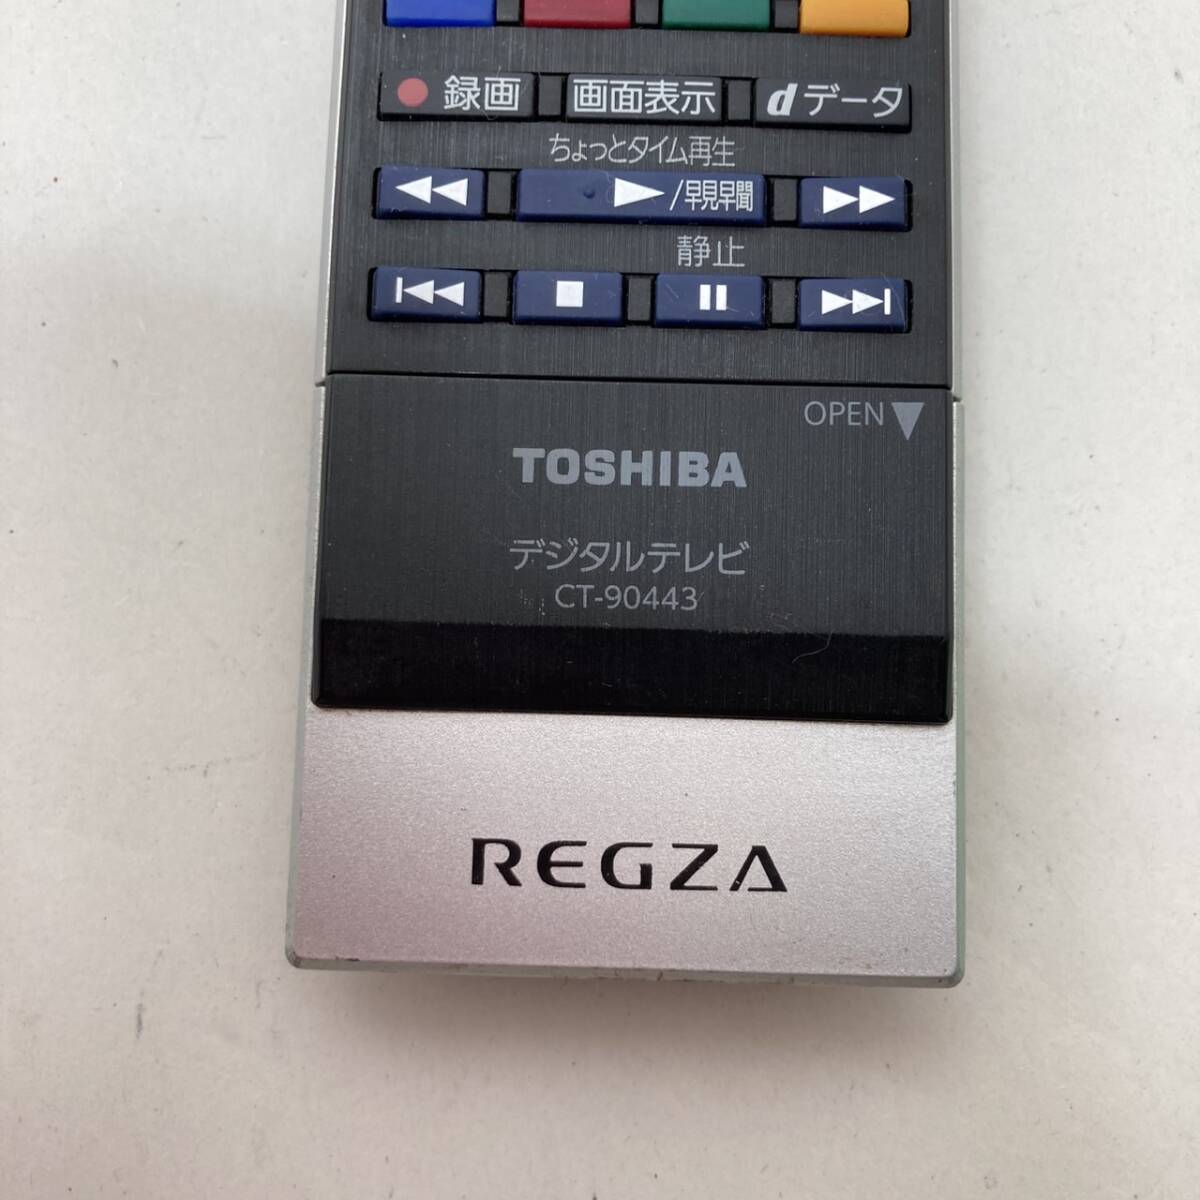 録画 画面表示 dデータ
ちょっとタイム再生
/早見早聞
静止
OPEN
TOSHIBA
デジタルテレビ
CT-90443
REGZA